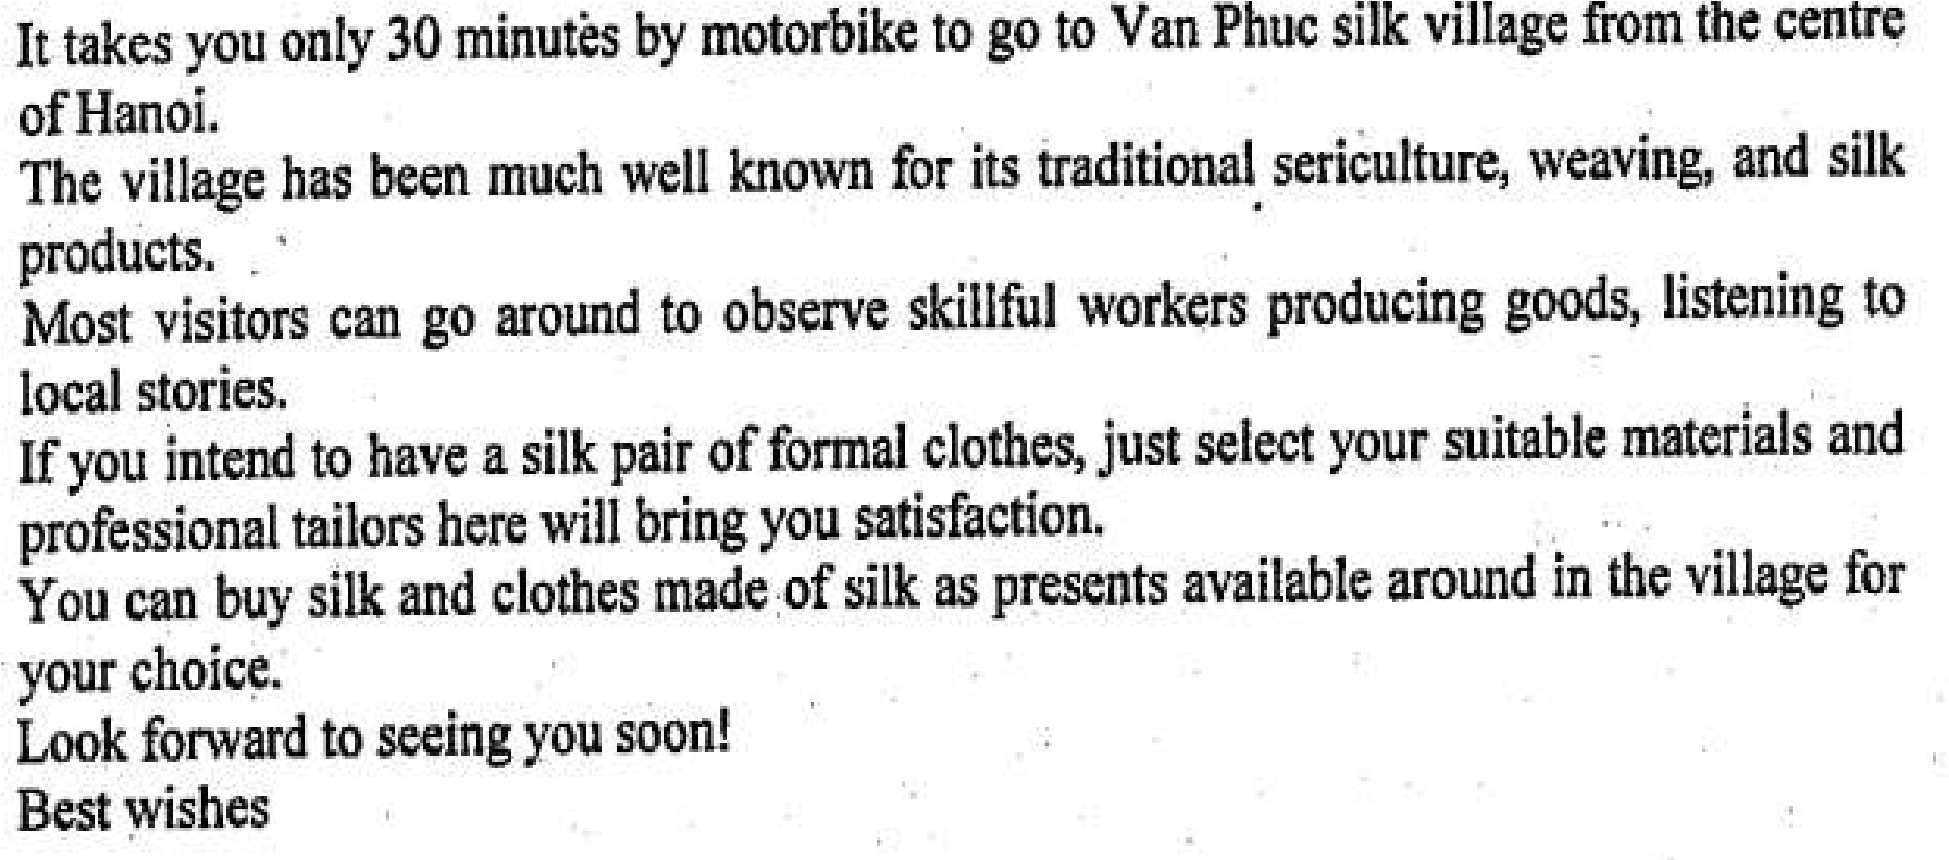 It takes you only 30 minutes by motorbike to go to Van Phuc silk village from the centre
of Hanoi.
The village has been much well known for its traditional sericulture, weaving, and silk
products.
Most visitors can go around to observe skillful workers producing goods, listening to
local stories.
If you intend to have a silk pair of formal clothes, just select your suitable materials and
professional tailors here will bring you satisfaction.
You can buy silk and clothes made of silk as presents available around in the village for
your choice.
Look forward to seeing you soon!
Best wishes